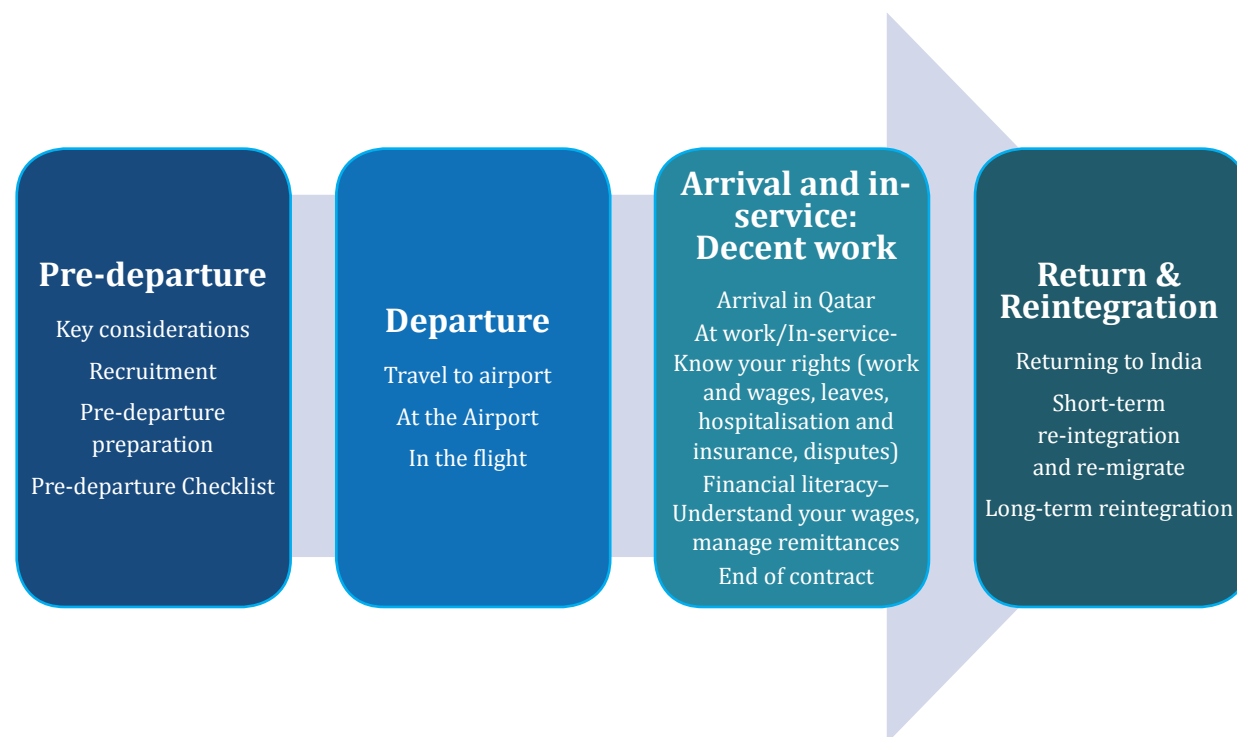 Pre-departure
Key considerations
Recruitment
Pre-departure
preparation
Pre-departure Checklist
Departure
Travel to airport
At the Airport
In the flight
Arrival and in-
service:
Decent work
Arrival in Qatar
At work/In-service-
Know your rights (work
and wages, leaves,
hospitalisation and
insurance, disputes)
Financial literacy–
Understand your wages,
manage remittances
End of contract
Return &
Reintegration
Returning to India
Short-term
re-integration
and re-migrate
Long-term reintegration